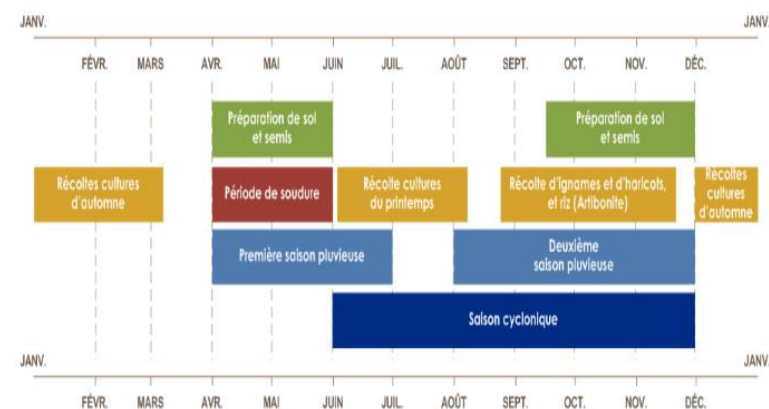 JANV. JANV.
FÉVR. MARS AVR. MAI JUIN JUIL. AOÛT SEPT. OCT. NOV. DÉC.
Préparation de sol
et semis
Préparation de sol
et semis
Récoltes cultures
d'automne
Période de soudure
Récolte cultures
du printemps
Récolte d'ignames et d'haricots,
et riz (Artibonite)
Récoltes
cultures
d'automne
Première saison pluvieuse
Deuxième
saison pluvieuse
Saison cyclonique
JANV. JANV.
FÉVR. MARS AVR. MAI JUIN JUIL. AOÛT SEPT. OCT. NOV. DÉC.